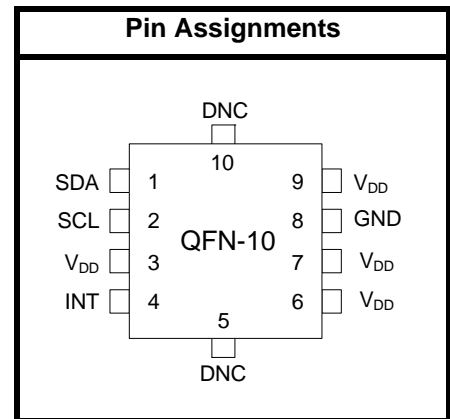 Pin Assignments
DNC
10
SDA 1 9 VDD
SCL 2 8 GND
QFN-10
VDD 3 7 VDD
INT 4 6 VDD
5
DNC